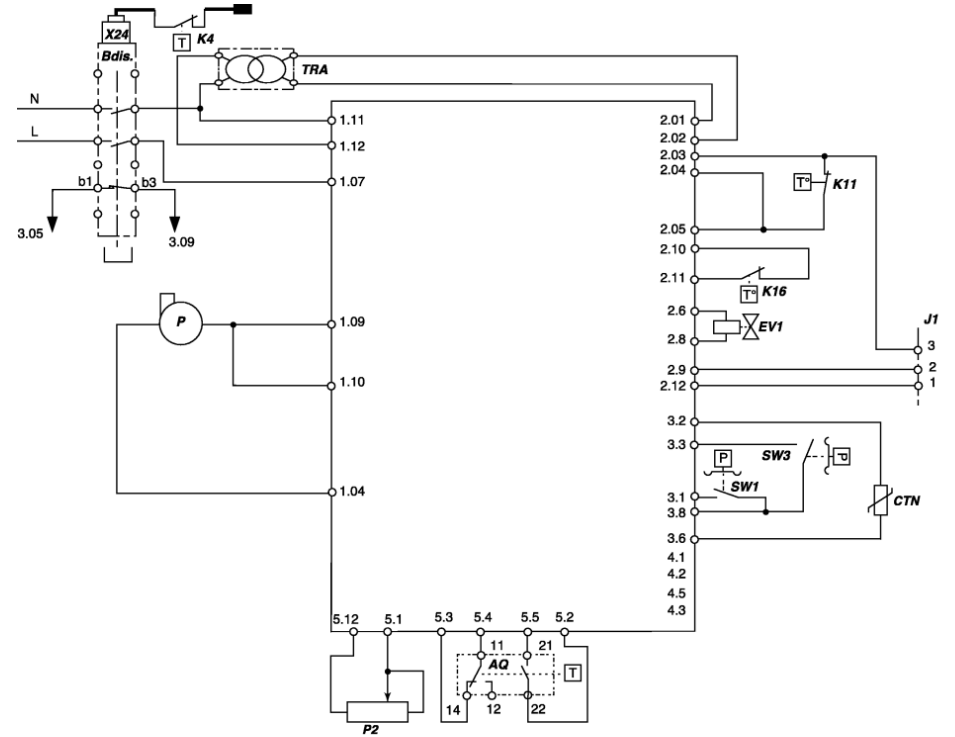 X24
T K4
Bdis.
TRA
N
L
1.11
1.12
1.07
2.01
2.02
2.03
2.04
T° K11
b1 b3
3.05
3.09
2.05
2.10
2.11
T° K16
P
1.09
2.6
EV1
2.8
J1
3
2
1
2.9
2.12
1.10
3.2
3.3
SW3
P
P
SW1
3.1
3.8
CTN
1.04
3.6
4.1
4.2
4.5
4.3
5.12 5.1 5.3 5.4 5.5 5.2
11 21
AQ
T
14 12 22
P2